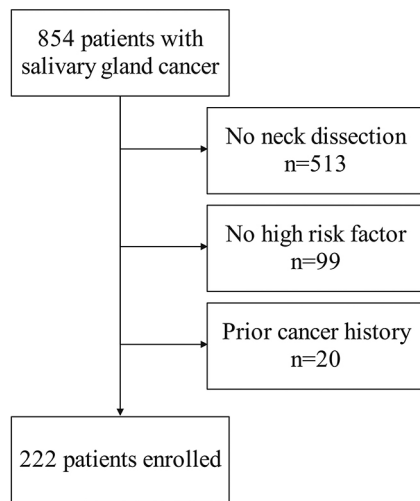 854 patients with
salivary gland cancer
No neck dissection
n=513
No high risk factor
n=99
Prior cancer history
n=20
222 patients enrolled